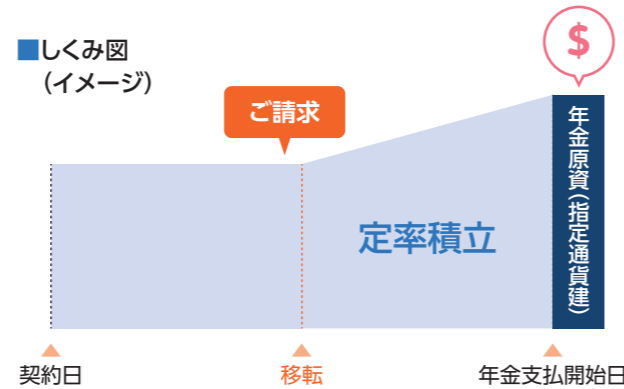 ■しくみ図
（イメージ）
$
ご請求
年金原資（指定通貨建）
定率積立
契約日
移転
年金支払開始日